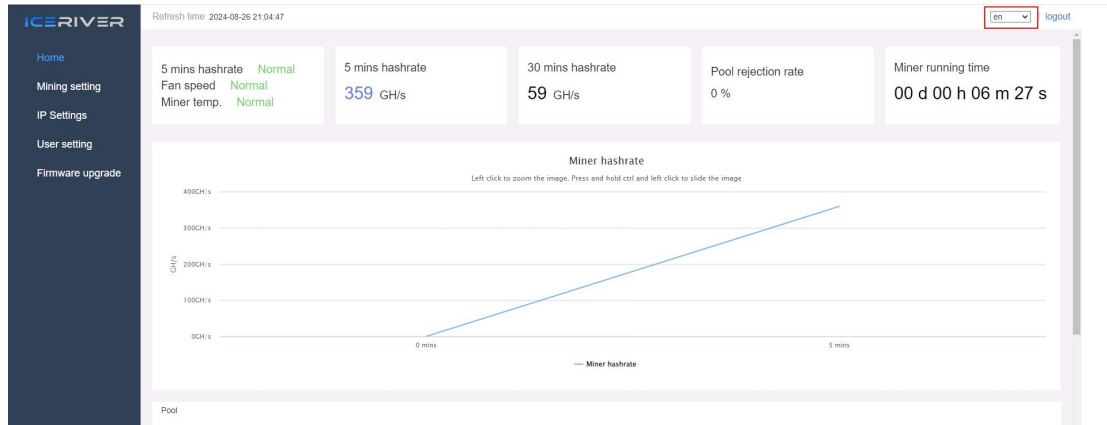 ICERIVER
Refresh time 2024-08-26 21:04:47
en
logout
Home
Mining setting
IP Settings
User setting
Firmware upgrade
5 mins hashrate Normal
Fan speed Normal
Miner temp. Normal
5 mins hashrate
359 GH/s
30 mins hashrate
59 GH/s
Pool rejection rate
0 %
Miner running time
00 d 00 h 06 m 27 s
Miner hashrate
Left click to zoom the image. Press and hold ctrl and left click to slide the image
400GH/s
300GH/s
200GH/s
100GH/s
0GH/s
GH/s
0 mins
5 mins
Miner hashrate
Pool